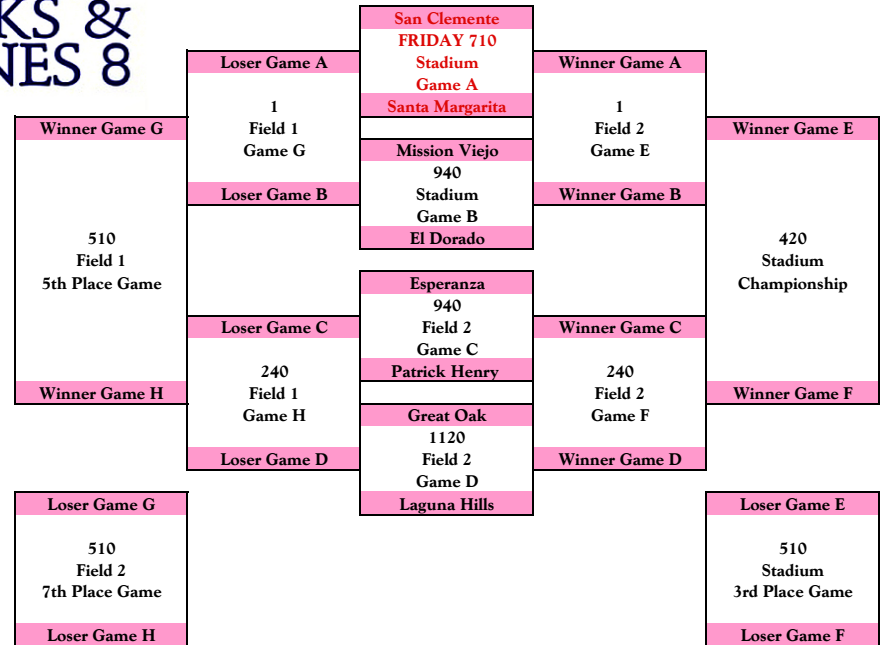 & 
8
San Clemente
FRIDAY 710
Stadium
Game A
Santa Margarita
Mission Viejo
940
Stadium
Game B
El Dorado
Esperanza
940
Field 2
Game C
Patrick Henry
Great Oak
1120
Field 2
Game D
Laguna Hills
Loser Game A
1
Field 1
Game G
Loser Game B
Loser Game C
240
Field 1
Game H
Loser Game D
Winner Game A
1
Field 2
Game E
Winner Game B
Winner Game C
240
Field 2
Game F
Winner Game D
Winner Game G
510
Field 1
5th Place Game
Winner Game H
Winner Game E
420
Stadium
Championship
Winner Game F
Loser Game G
510
Field 2
7th Place Game
Loser Game H
Loser Game E
510
Stadium
3rd Place Game
Loser Game F